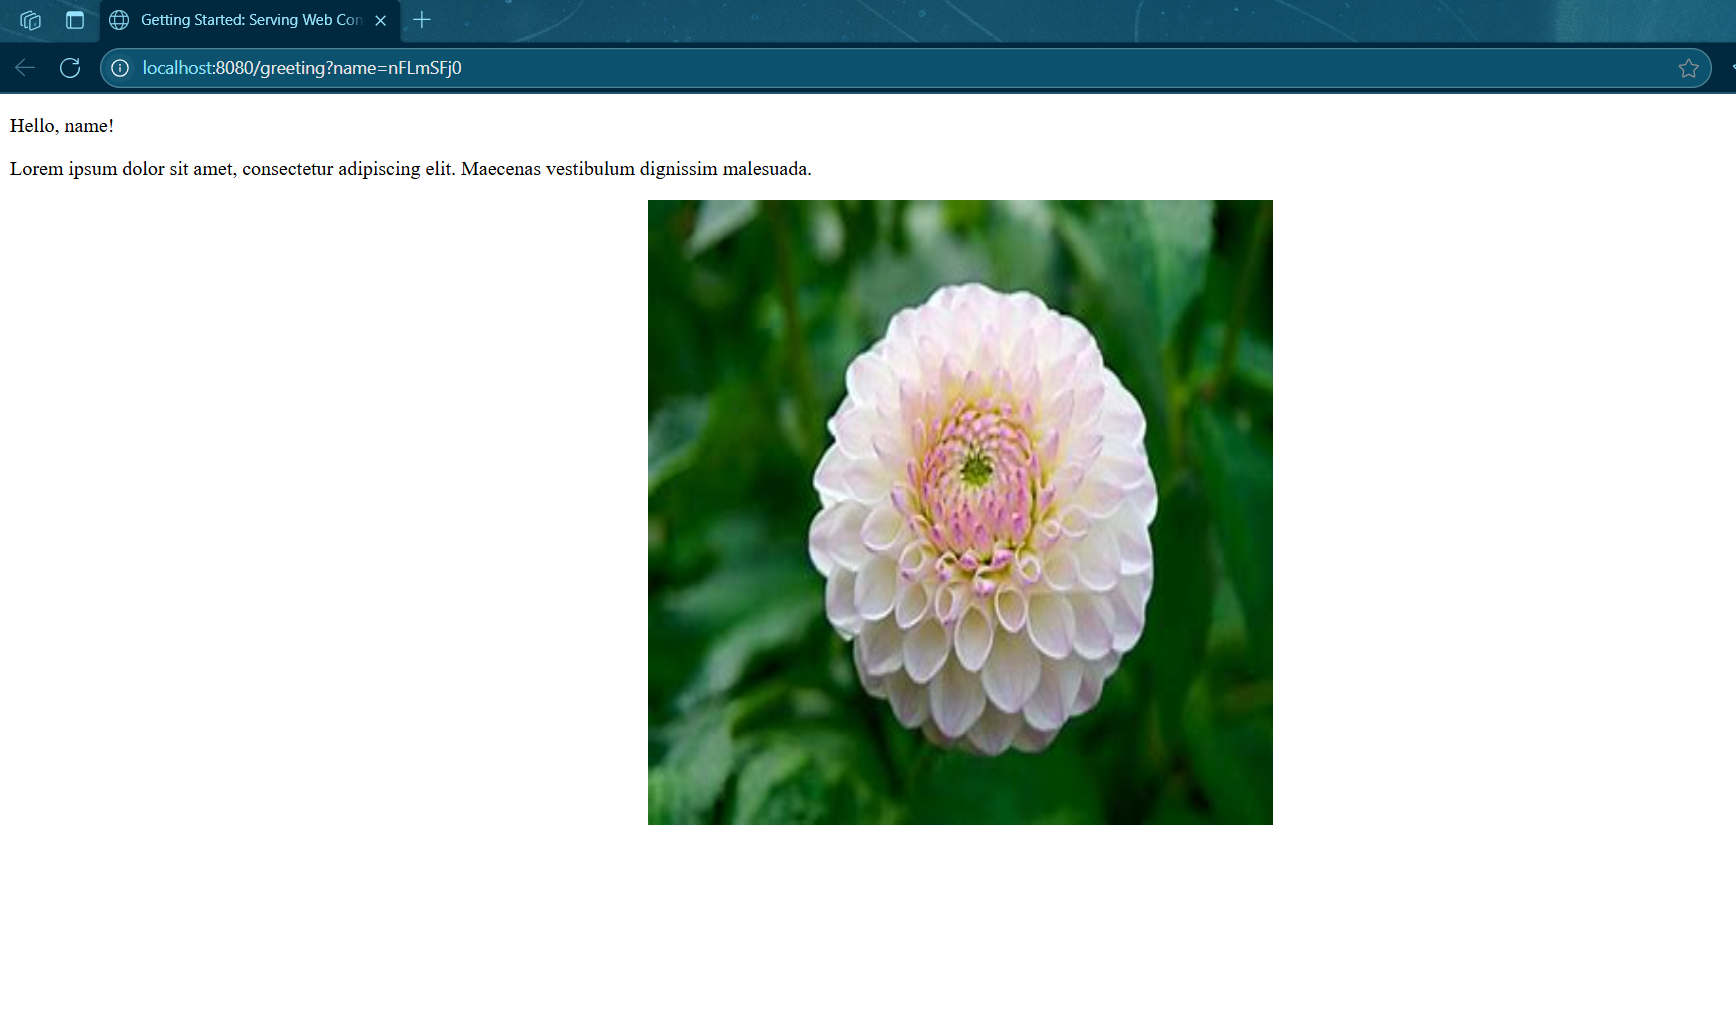 Getting Started: Serving Web Con
localhost:8080/greeting?name=nFLmSFj0
Hello, name!
Lorem ipsum dolor sit amet, consectetur adipiscing elit. Maecenas vestibulum dignissim malesuada.